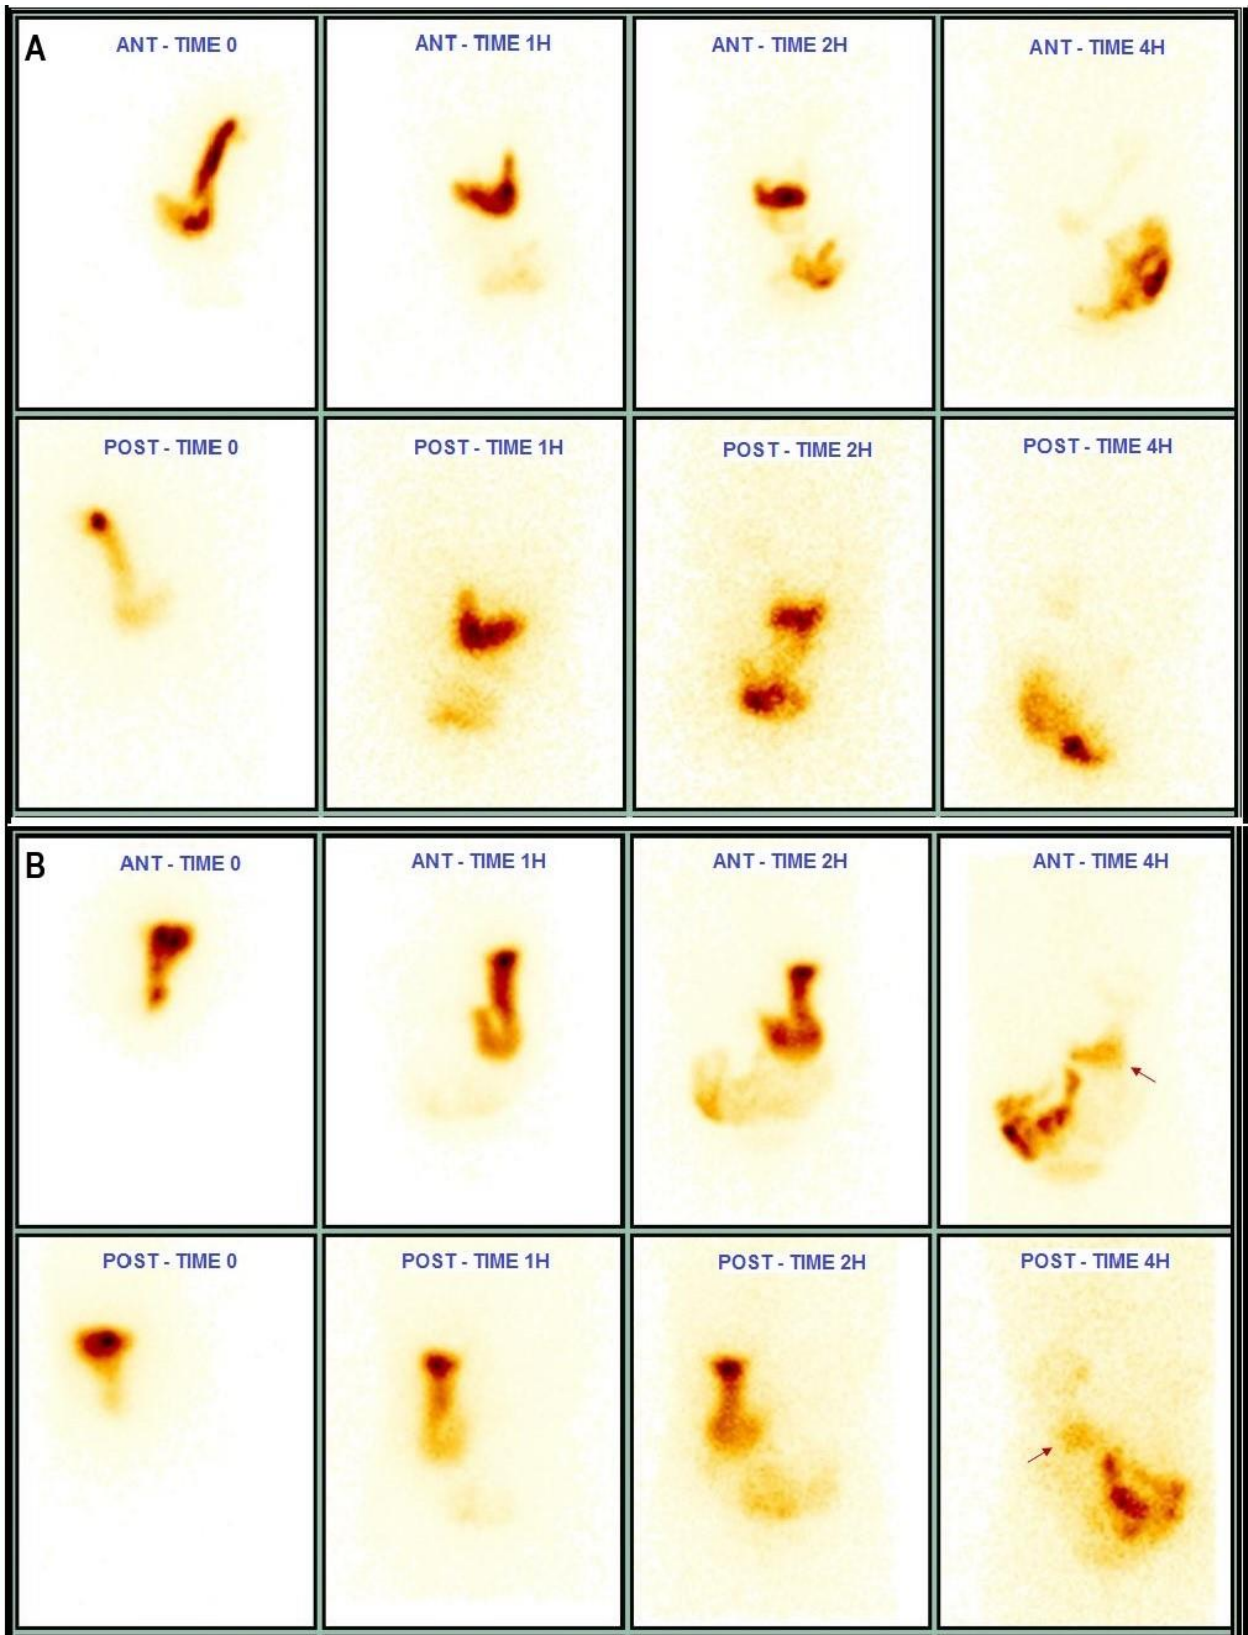 A
ANT - TIME 0
ANT - TIME 1H
ANT - TIME 2H
ANT - TIME 4H
POST - TIME 0
POST - TIME 1H
POST - TIME 2H
POST - TIME 4H
B
ANT - TIME 0
ANT - TIME 1H
ANT - TIME 2H
ANT - TIME 4H
POST - TIME 0
POST - TIME 1H
POST - TIME 2H
POST - TIME 4H